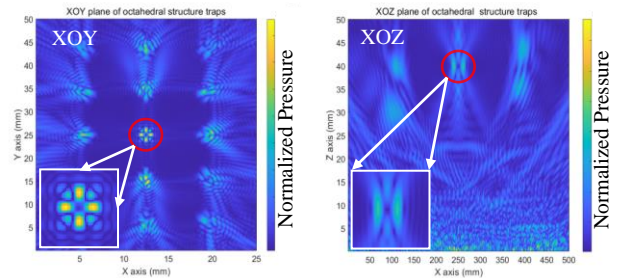 XOY plane of octahedral structure traps
XOY
50
45
40
35
30
25
20
15
10
5
5 10 15 20 25
X axis (mm)
Y axis (mm)
Normalized Pressure
XOZ plane of octahedral structure traps
XOZ
50
45
40
35
30
25
20
15
10
5
0
50 100 150 200 250 300 350 400 450 500
X axis (mm)
Z axis (mm)
Normalized Pressure